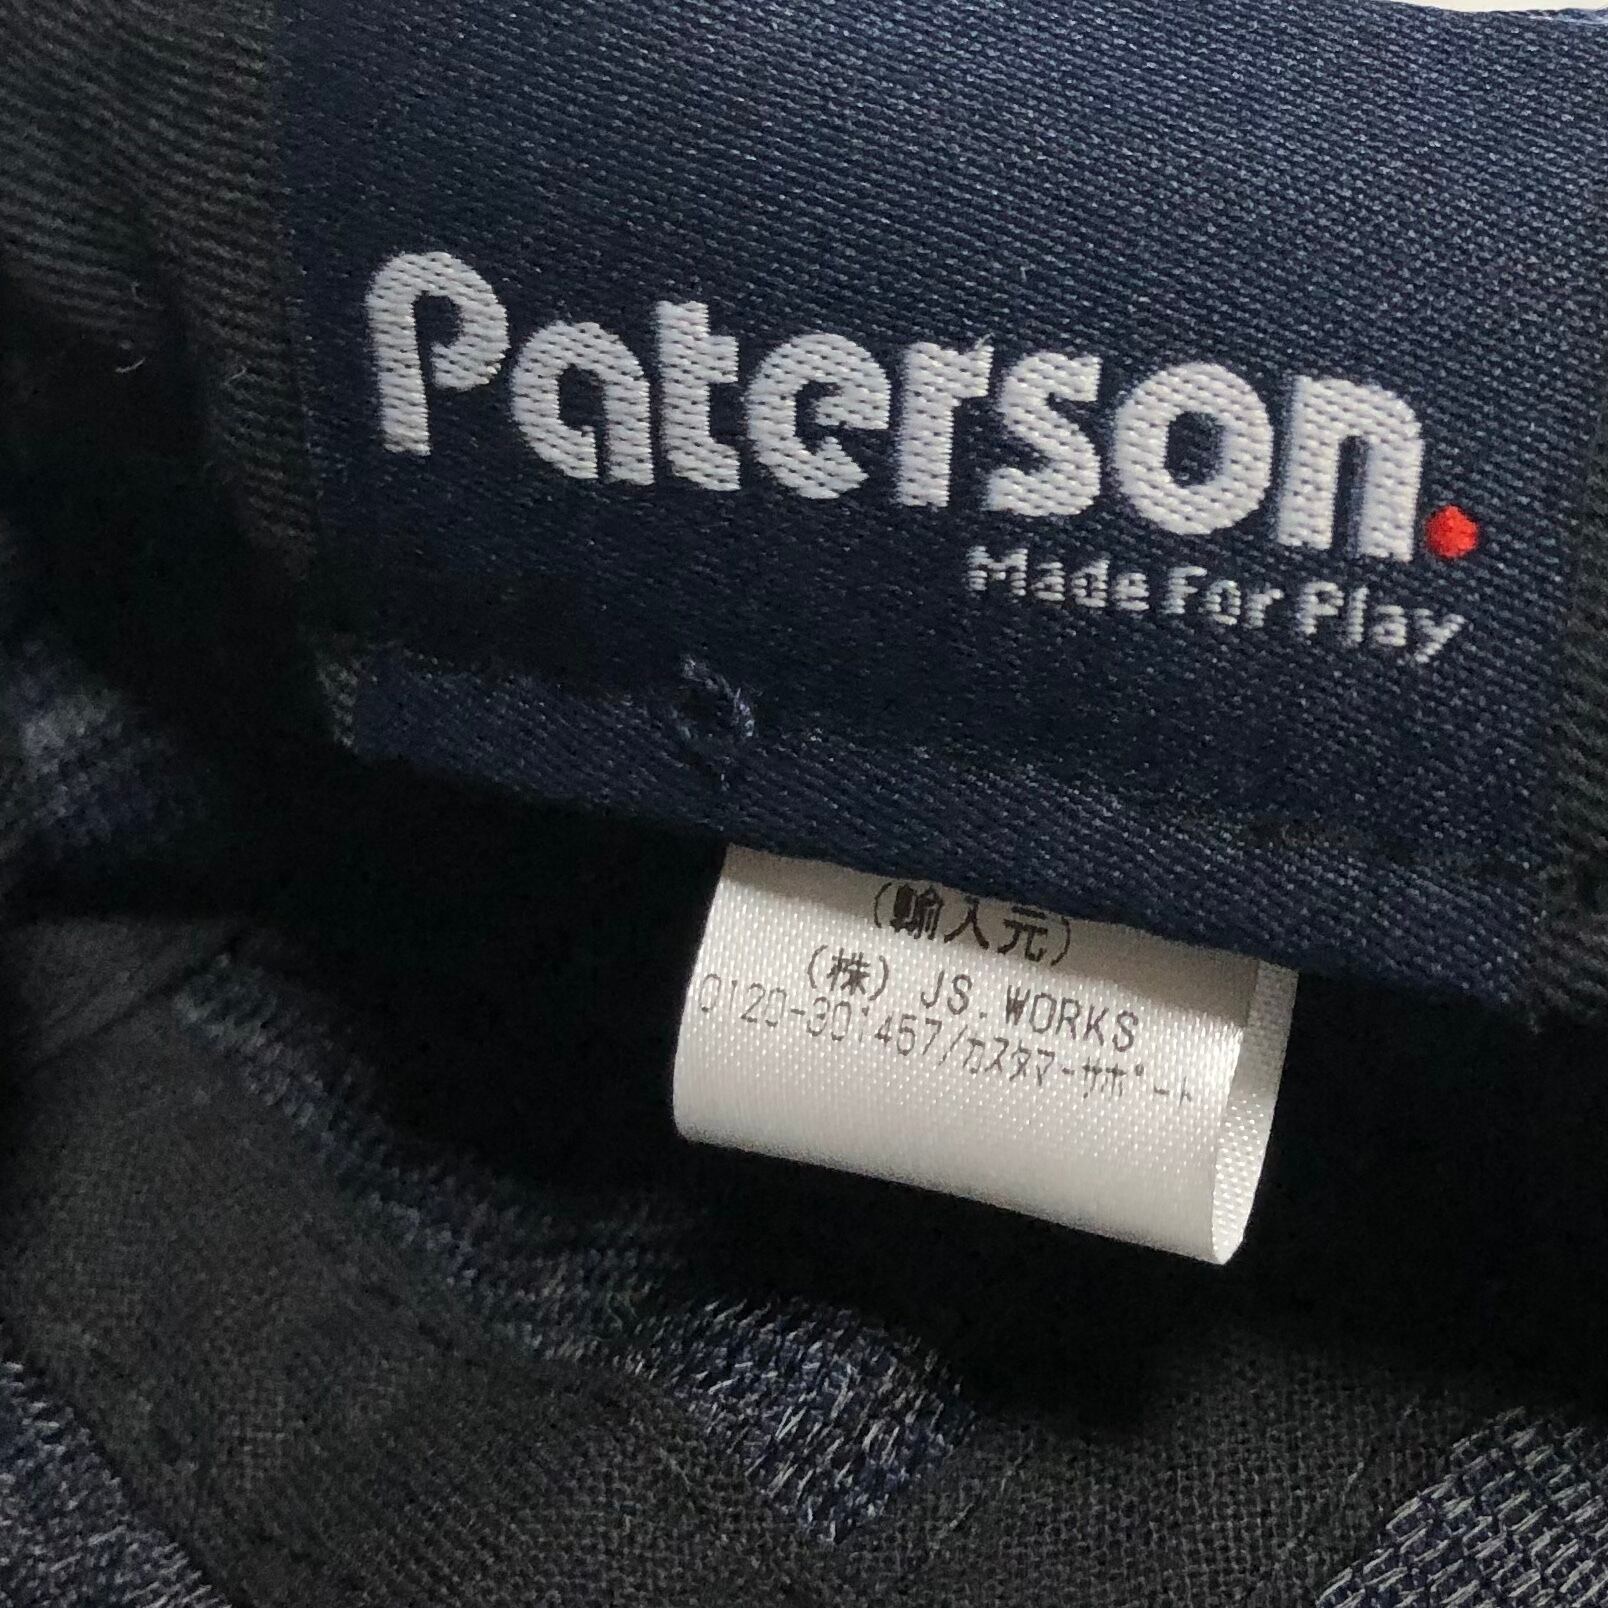 Paterson.
Made For Play
(輸入元)
(株) JS.WORKS
0120-301457/カスタマーサポート